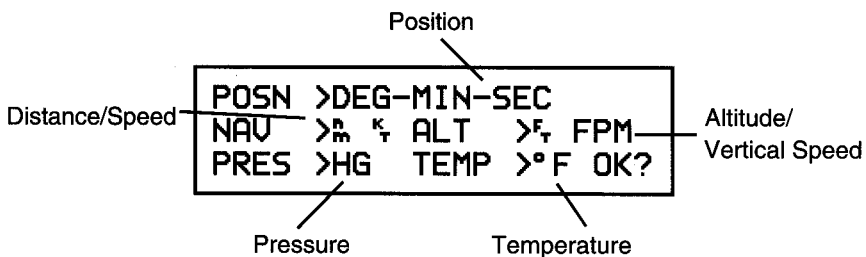 Position
POSN >DEG-MIN-SEC
Distance/Speed
NAV >nm KT ALT >FT FPM
Altitude/
Vertical Speed
PRES >HG TEMP >°F OK?
Pressure
Temperature